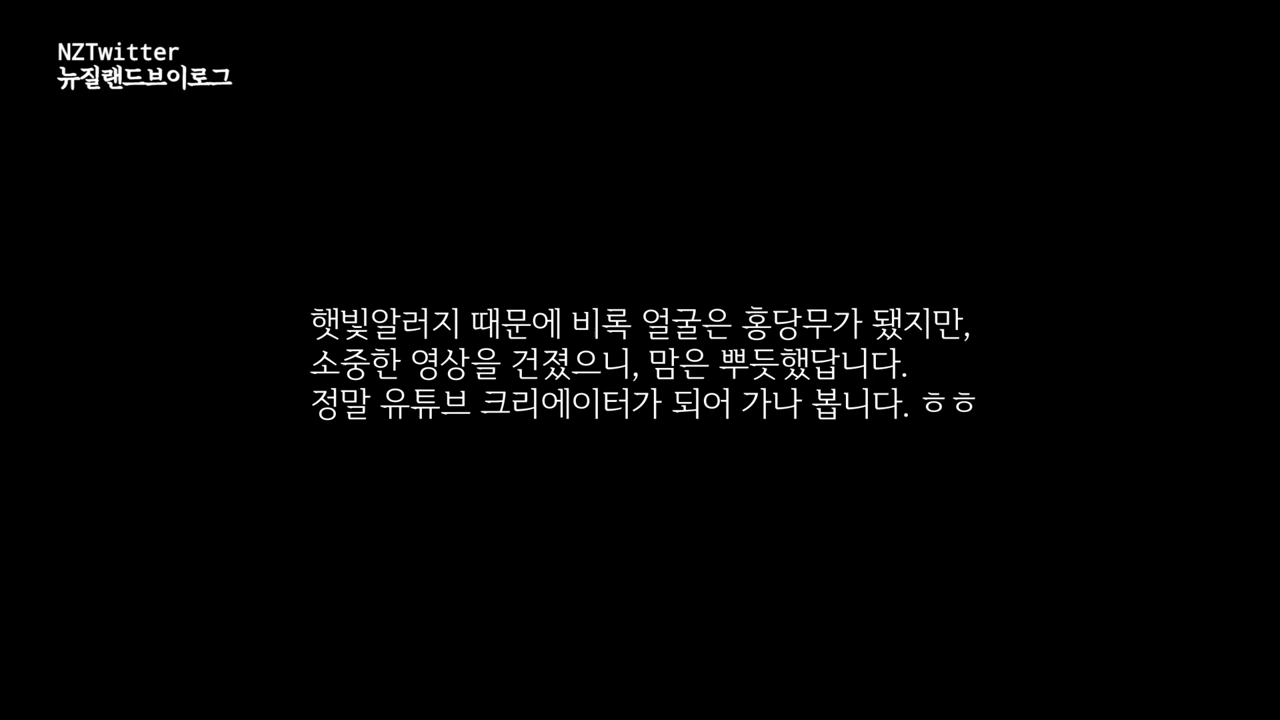 NZTwitter
뉴질랜드브이로그
햇빛알러지 때문에 비록 얼굴은 홍당무가 됐지만,
소중한 영상을 건졌으니, 맘은 뿌듯했답니다.
정말 유튜브 크리에이터가 되어 가나 봅니다. ㅎㅎ